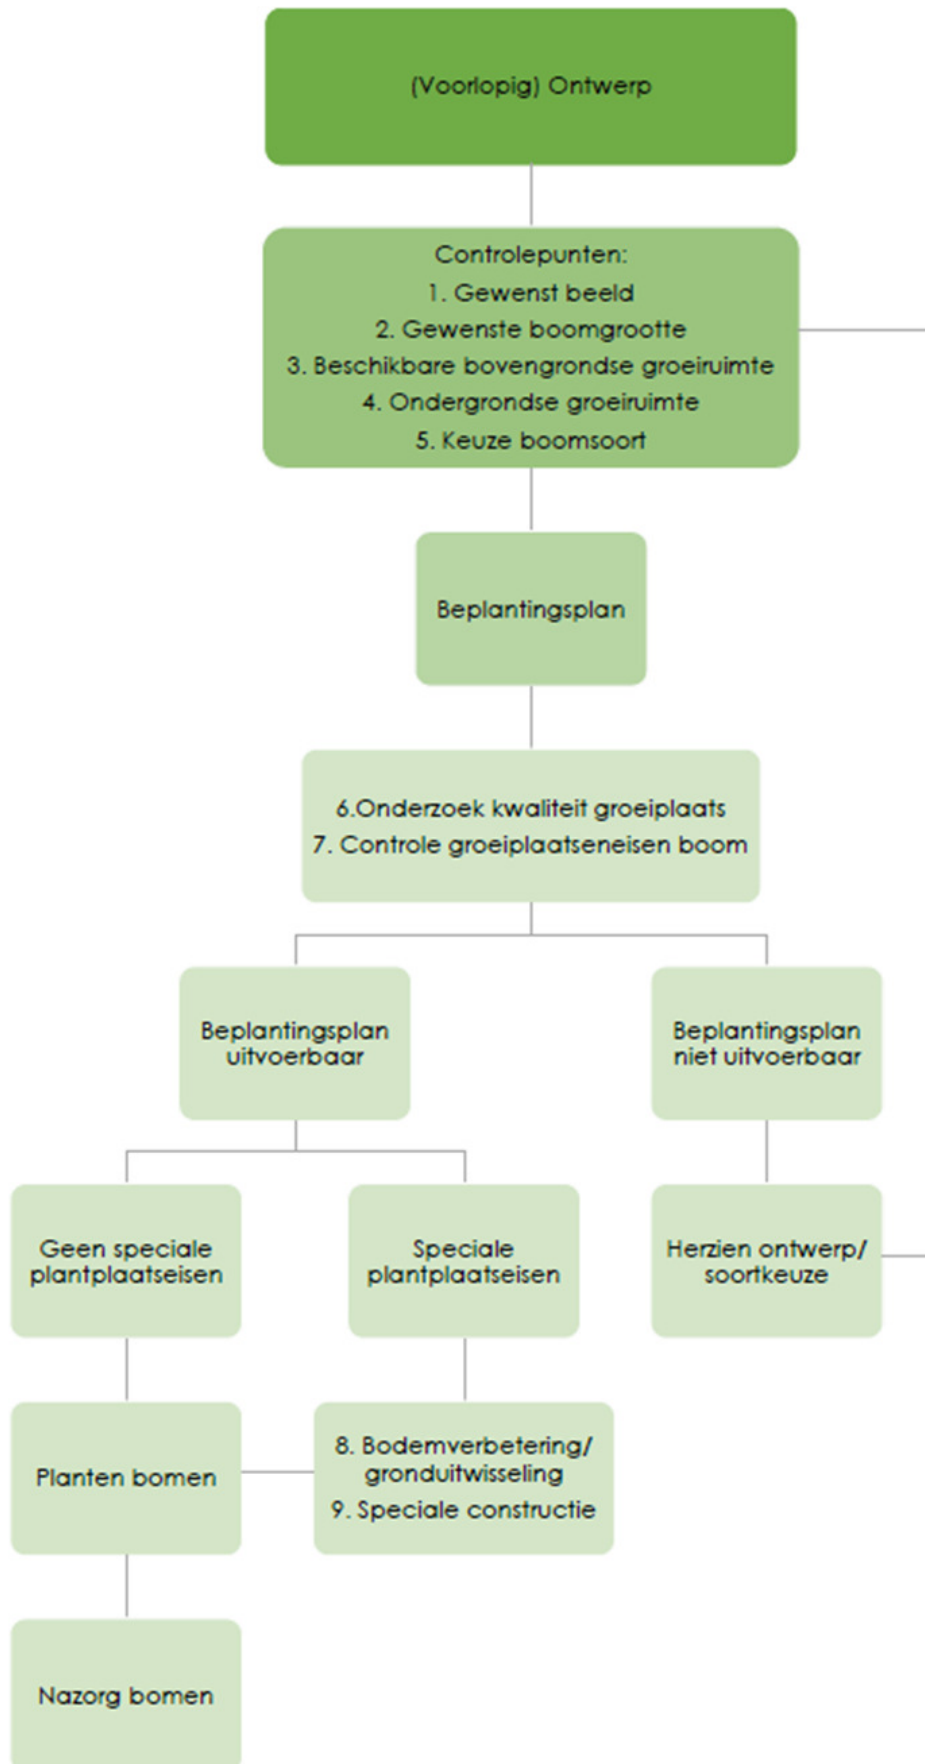 (Voorlopig) Ontwerp
Controlepunten:
1. Gewenst beeld
2. Gewenste boomgrootte
3. Beschikbare bovengrondse groeiruimte
4. Ondergrondse groeiruimte
5. Keuze boomsoort
Beplantingsplan
6.Onderzoek kwaliteit groeiplaats
7. Controle groeiplaatseneisen boom
Beplantingsplan
uitvoerbaar
Beplantingsplan
niet uitvoerbaar
Geen speciale
plantplaatseisen
Speciale
plantplaatseisen
Herzien ontwerp/
soortkeuze
Planten bomen
8. Bodemverbetering/
gronduitwisseling
9. Speciale constructie
Nazorg bomen